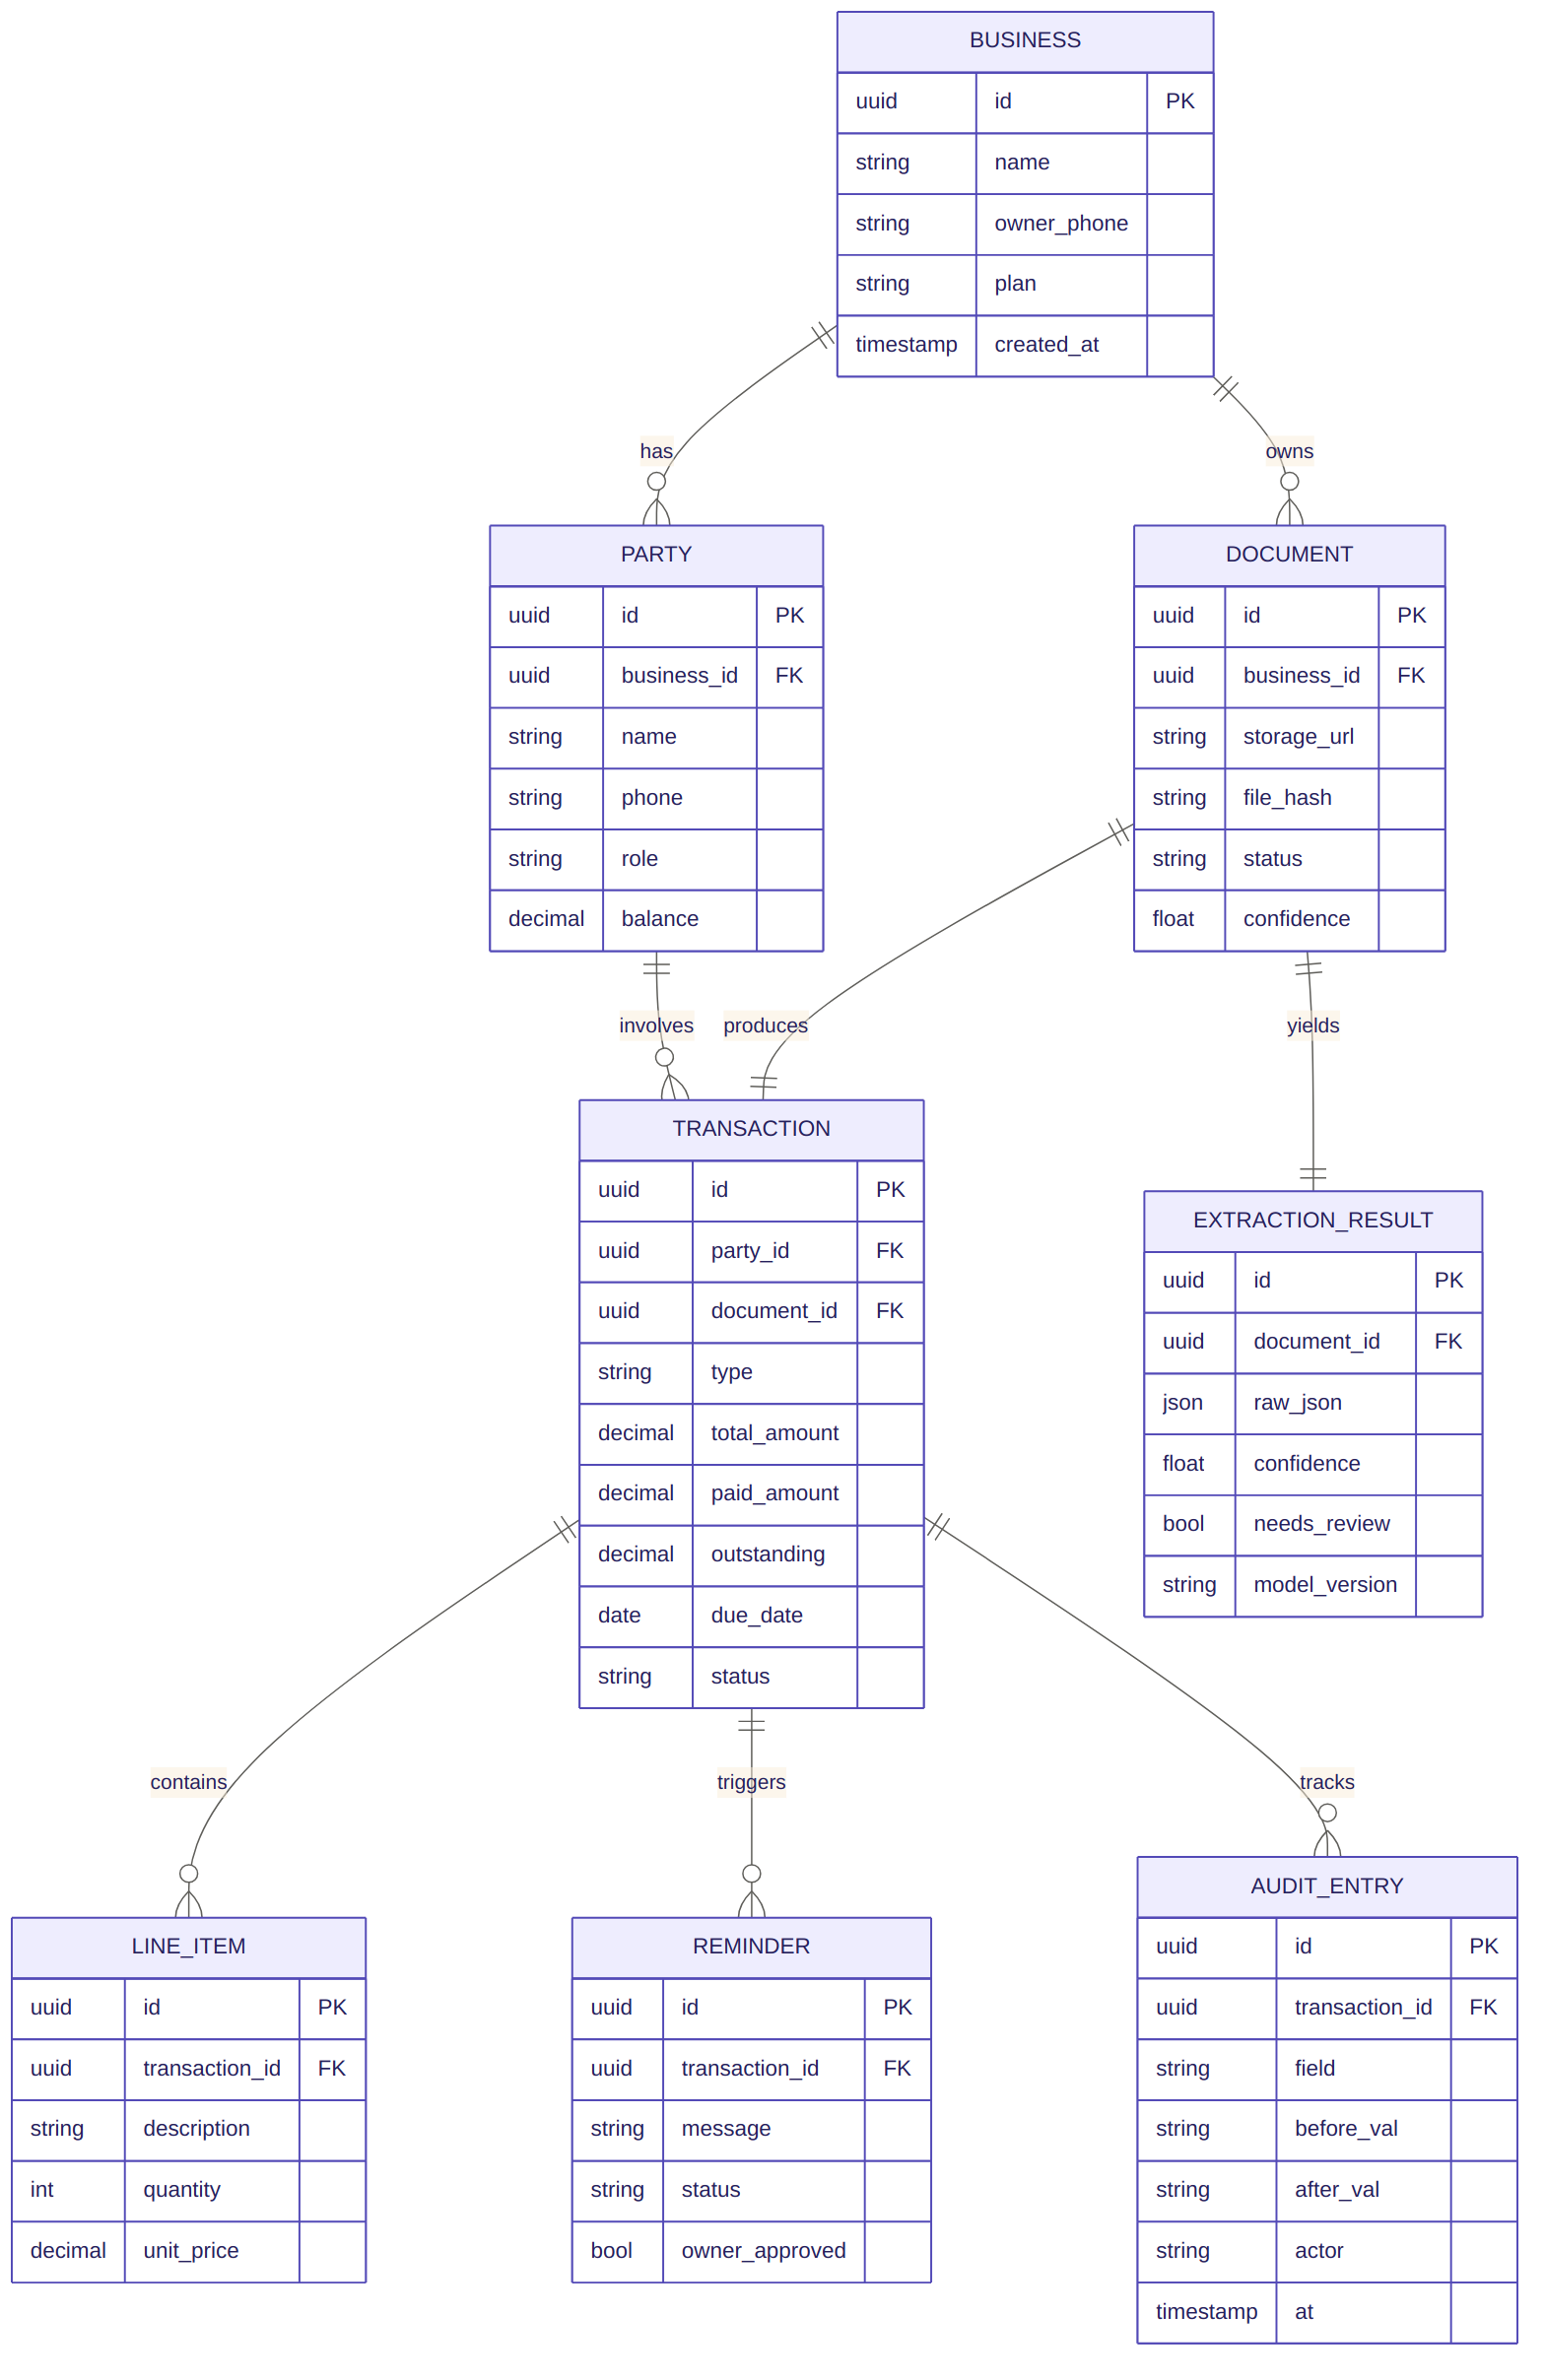 BUSINESS
uuid id PK
string name
string owner_phone
string plan
timestamp created_at
has
owns
PARTY
uuid id PK
uuid business_id FK
string name
string phone
string role
decimal balance
DOCUMENT
uuid id PK
uuid business_id FK
string storage_url
string file_hash
string status
float confidence
involves
produces
yields
TRANSACTION
uuid id PK
uuid party_id FK
uuid document_id FK
string type
decimal total_amount
decimal paid_amount
decimal outstanding
date due_date
string status
EXTRACTION_RESULT
uuid id PK
uuid document_id FK
json raw_json
float confidence
bool needs_review
string model_version
contains
triggers
tracks
LINE_ITEM
uuid id PK
uuid transaction_id FK
string description
int quantity
decimal unit_price
REMINDER
uuid id PK
uuid transaction_id FK
string message
string status
bool owner_approved
AUDIT_ENTRY
uuid id PK
uuid transaction_id FK
string field
string before_val
string after_val
string actor
timestamp at